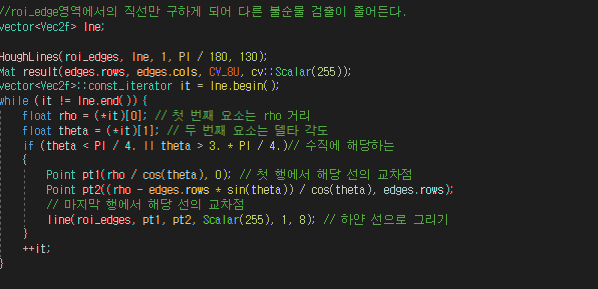 //roi_edge영역에서의 직선만 구하게 되어 다른 불순물 검출이 줄어든다.
vector<Vec2f> lne;
HoughLines(roi_edges, lne, 1, PI / 180, 130);
Mat result(edges.rows, edges.cols, CV_8U, cv::Scalar(255));
vector<Vec2f>::const_iterator it = lne.begin();
while (it != lne.end()) {
float rho = (*it)[0]; // 첫 번째 요소는 rho 거리
float theta = (*it)[1]; // 두 번째 요소는 델타 각도
if (theta < PI / 4. || theta > 3. * PI / 4.)// 수직에 해당하는
{
Point pt1(rho / cos(theta), 0); // 첫 행에서 해당 선의 교차점
Point pt2((rho - edges.rows * sin(theta)) / cos(theta), edges.rows);
// 마지막 행에서 해당 선의 교차점
line(roi_edges, pt1, pt2, Scalar(255), 1, 8); // 하얀 선으로 그리기
}
++it;
}